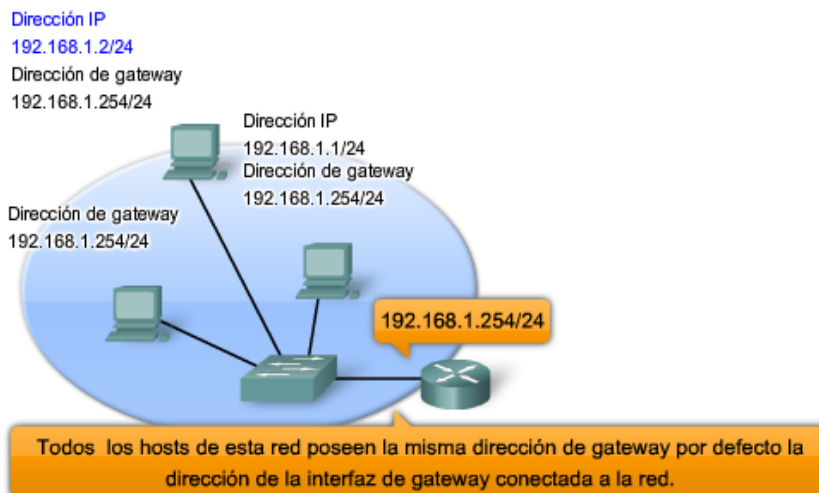 Dirección IP
192.168.1.2/24
Dirección de gateway
192.168.1.254/24
Dirección IP
192.168.1.1/24
Dirección de gateway
192.168.1.254/24
Dirección de gateway
192.168.1.254/24
192.168.1.254/24
Todos los hosts de esta red poseen la misma dirección de gateway por defecto la
dirección de la interfaz de gateway conectada a la red.